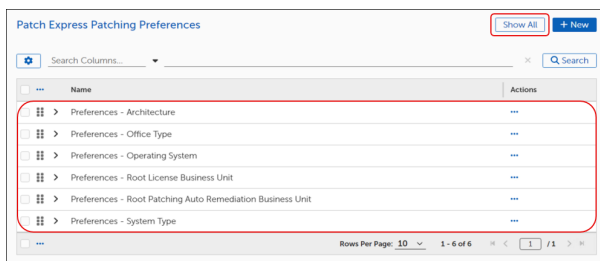 Patch Express Patching Preferences
Show All
+ New
Search Columns...
Search
Name
Actions
Preferences - Architecture
Preferences - Office Type
Preferences - Operating System
Preferences - Root License Business Unit
Preferences - Root Patching Auto Remediation Business Unit
Preferences - System Type
Rows Per Page: 10 1 - 6 of 6 1 / 1